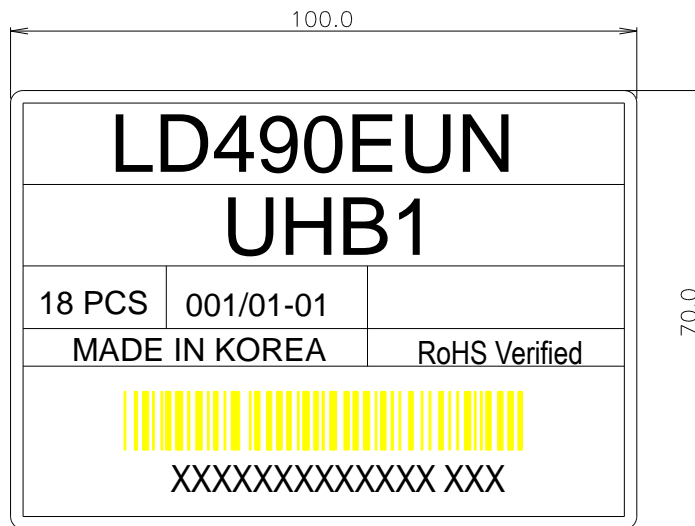 100.0
LD490EUN
UHB1
18 PCS 001/01-01
MADE IN KOREA RoHS Verified
XXXXXXXXXXXXX XXX
70.0